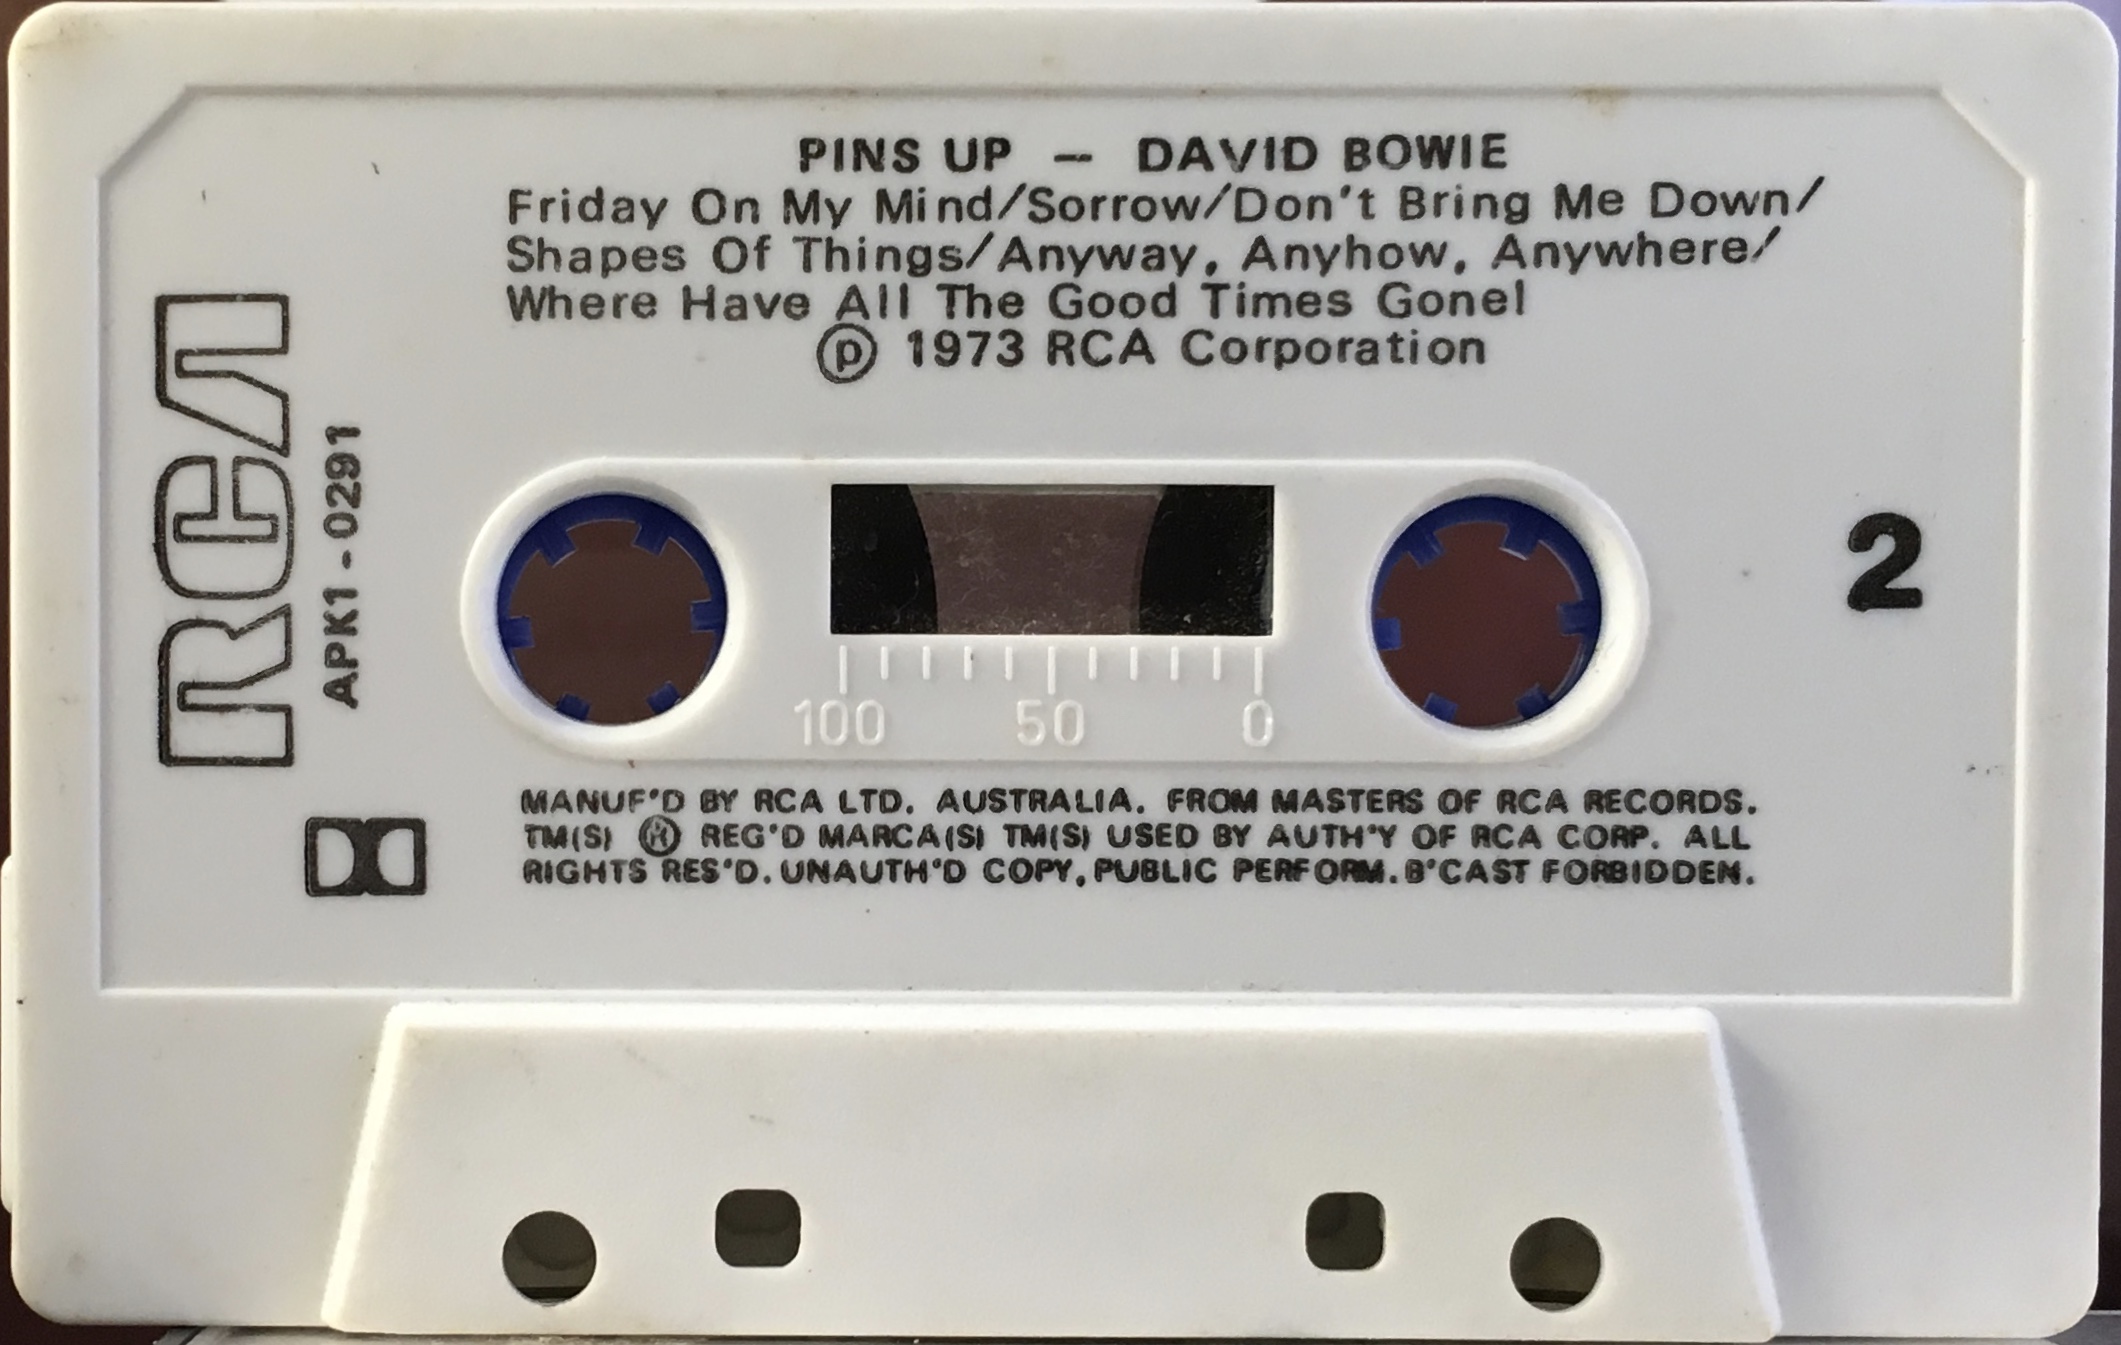 PINS UP — DAVID BOWIE
Friday On My Mind/Sorrow/Don't Bring Me Down/
Shapes Of Things/Anyway, Anyhow, Anywhere/
Where Have All The Good Times Gone!
℗ 1973 RCA Corporation
RCA
APK1-0291
2
100 50 0
MANUF'D BY RCA LTD. AUSTRALIA. FROM MASTERS OF RCA RECORDS.
TM(S) ® REG'D MARCA(S) TM(S) USED BY AUTH'Y OF RCA CORP. ALL
RIGHTS RES'D. UNAUTH'D COPY, PUBLIC PERFORM. B'CAST FORBIDDEN.